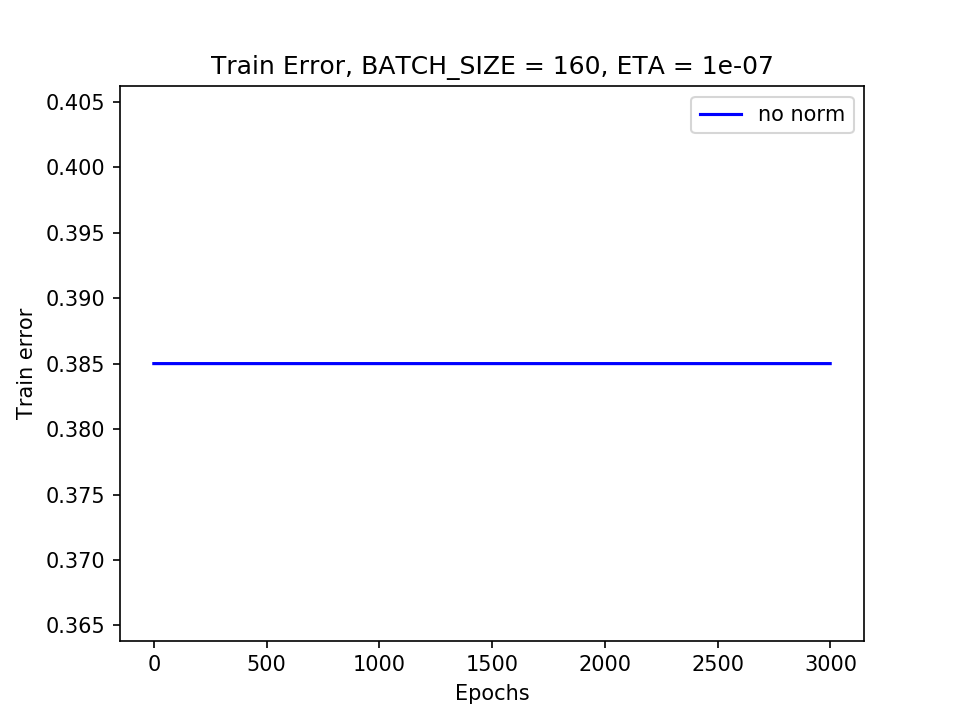 Train Error, BATCH_SIZE = 160, ETA = 1e-07
no norm
0.405
0.400
0.395
0.390
0.385
0.380
0.375
0.370
0.365
Train error
0 500 1000 1500 2000 2500 3000
Epochs